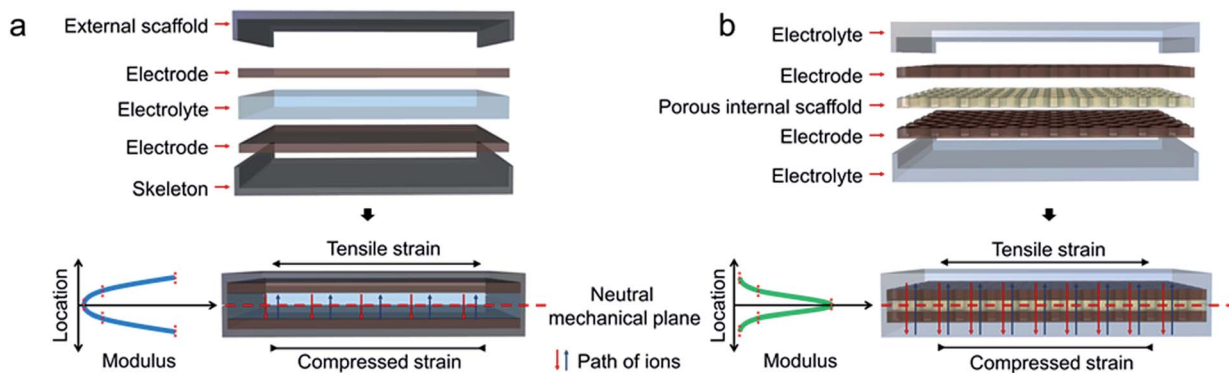 a
External scaffold
Electrode
Electrolyte
Electrode
Skeleton
Location
Modulus
Tensile strain
Compressed strain
Neutral
mechanical plane
Path of ions
b
Electrolyte
Electrode
Porous internal scaffold
Electrode
Electrolyte
Location
Modulus
Tensile strain
Compressed strain